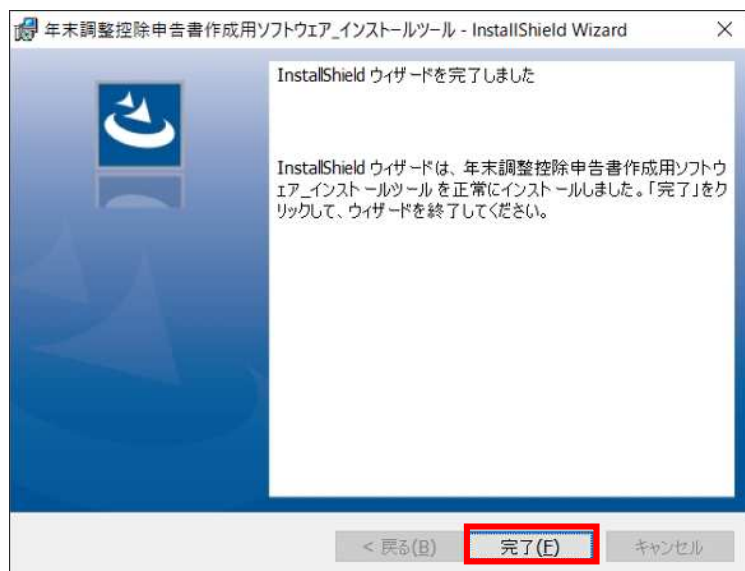 年末調整控除申告書作成用ソフトウェア_インストールツール - InstallShield Wizard
InstallShield ウィザードを完了しました
InstallShield ウィザードは、年末調整控除申告書作成用ソフトウ
ェア_インストールツール を正常にインストールしました。「完了」をク
リックして、ウィザードを終了してください。
< 戻る(B) 完了(F) キャンセル